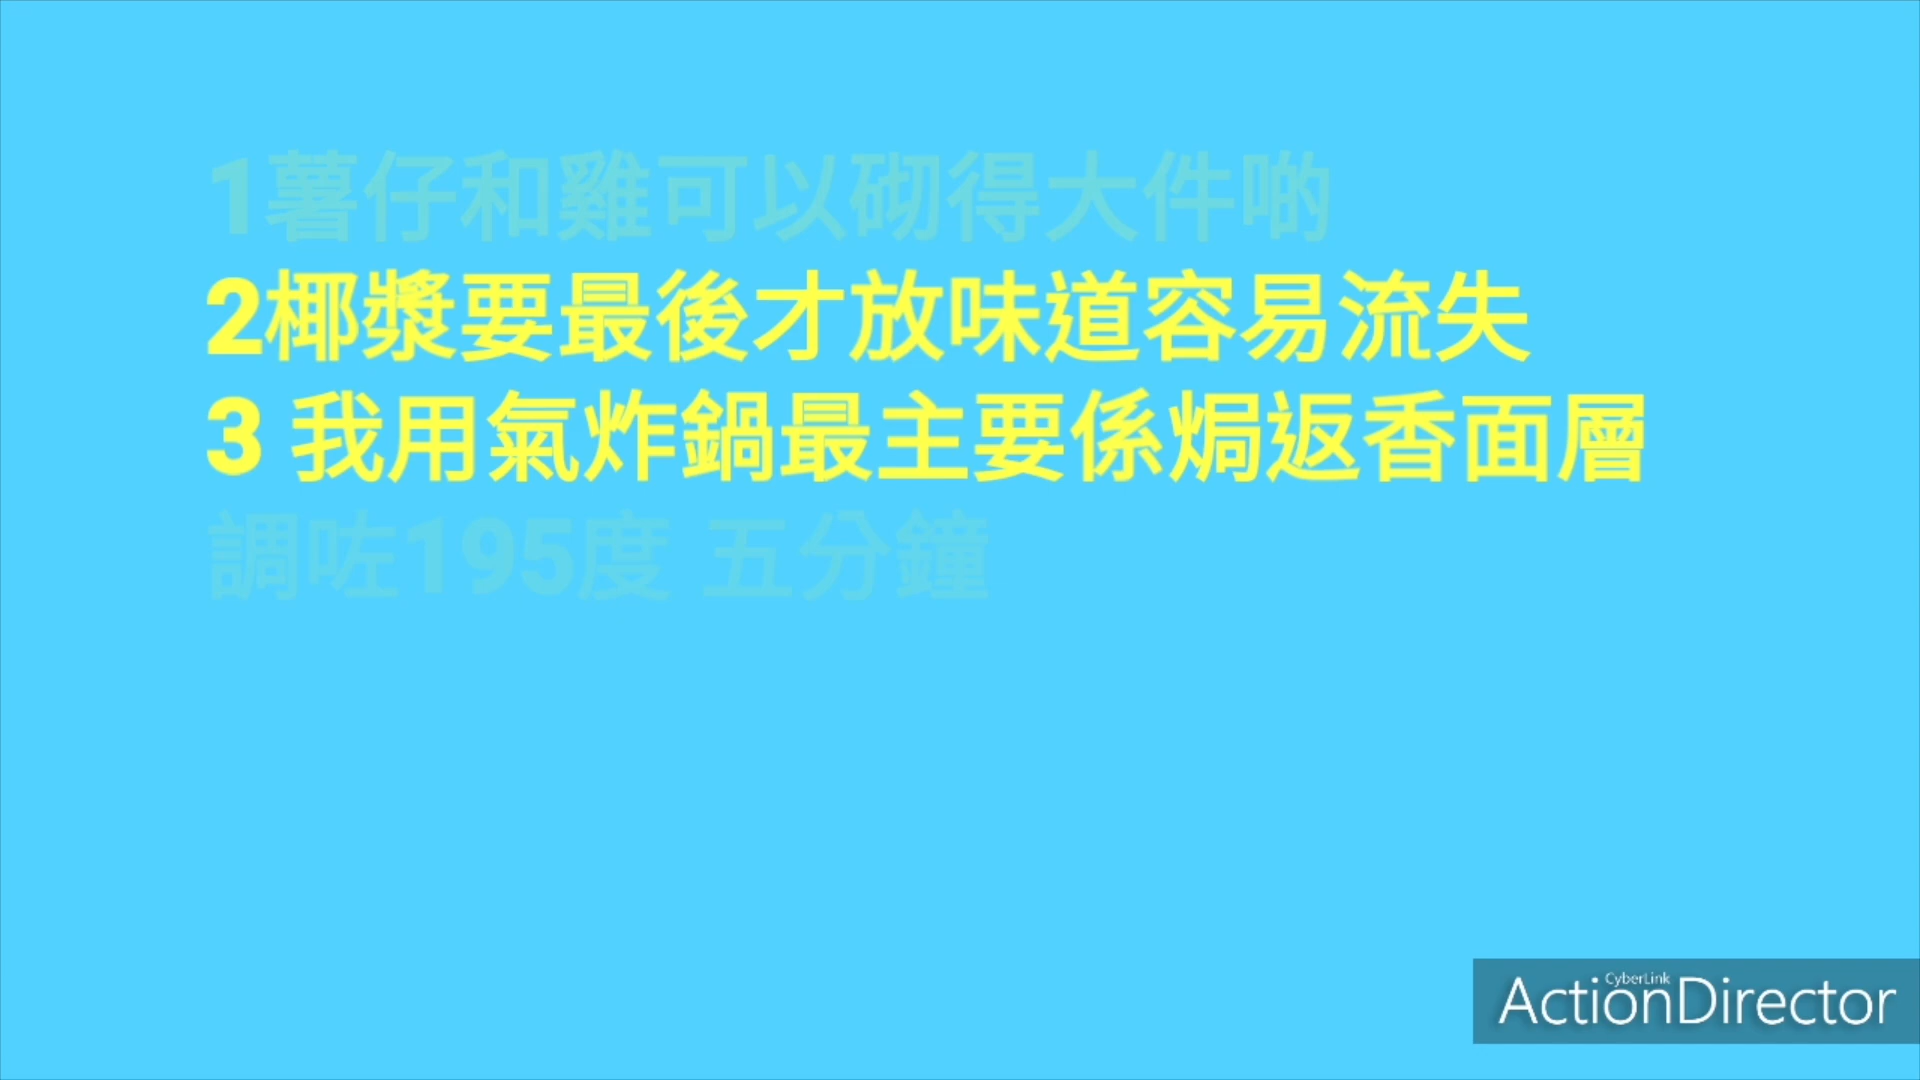 1薯仔和雞可以砌得大件啲
2椰漿要最後才放味道容易流失
3 我用氣炸鍋最主要係焗返香面層
調咗195度 五分鐘
CyberLink
ActionDirector